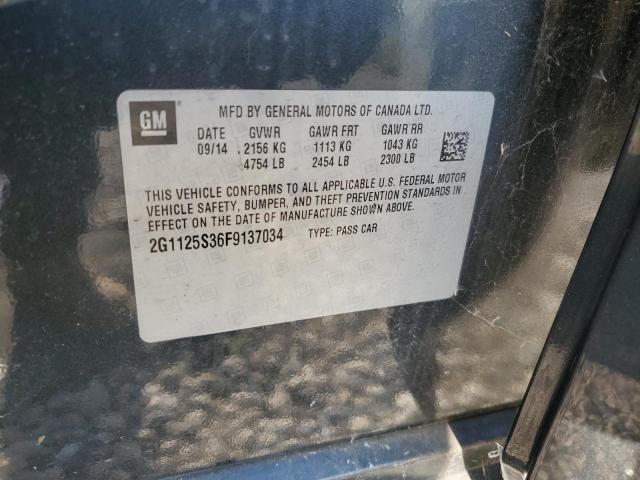 GM
MFD BY GENERAL MOTORS OF CANADA LTD.
DATE GVWR GAWR FRT GAWR RR
09/14 2156 KG 1113 KG 1043 KG
4754 LB 2454 LB 2300 LB
THIS VEHICLE CONFORMS TO ALL APPLICABLE U.S. FEDERAL MOTOR
VEHICLE SAFETY, BUMPER, AND THEFT PREVENTION STANDARDS IN
EFFECT ON THE DATE OF MANUFACTURE SHOWN ABOVE.
2G1125S36F9137034 TYPE: PASS CAR